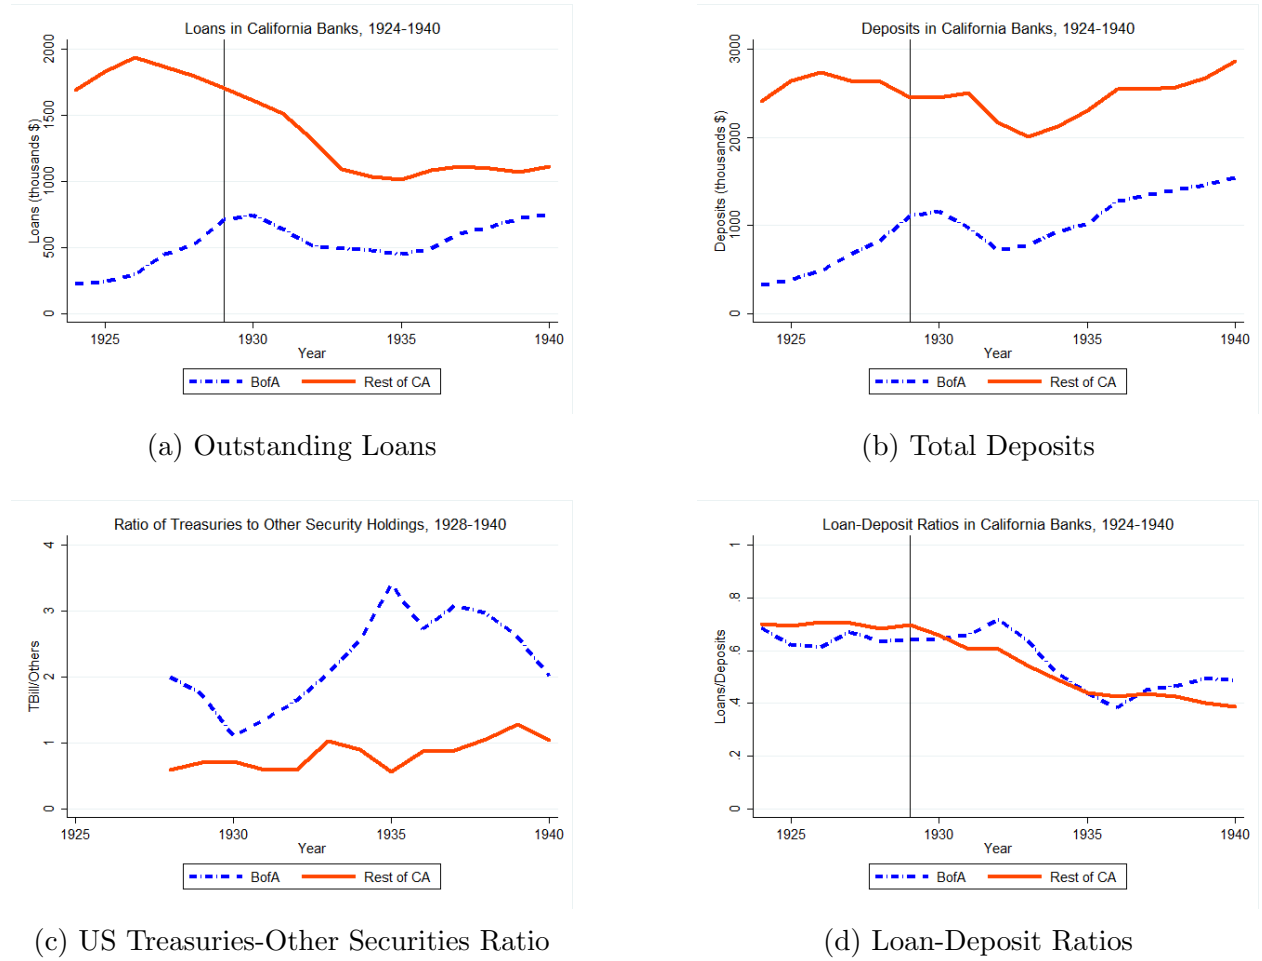 Loans in California Banks, 1924-1940
Loans (thousands $)
2000
1500
1000
500
0
1925 1930 1935 1940
Year
BofA Rest of CA
(a) Outstanding Loans
Deposits in California Banks, 1924-1940
Deposits (thousands $)
3000
2000
1000
0
1925 1930 1935 1940
Year
BofA Rest of CA
(b) Total Deposits
Ratio of Treasuries to Other Security Holdings, 1928-1940
TBill/Others
4
3
2
1
0
1925 1930 1935 1940
Year
BofA Rest of CA
(c) US Treasuries-Other Securities Ratio
Loan-Deposit Ratios in California Banks, 1924-1940
Loans/Deposits
1
.8
.6
.4
.2
0
1925 1930 1935 1940
Year
BofA Rest of CA
(d) Loan-Deposit Ratios